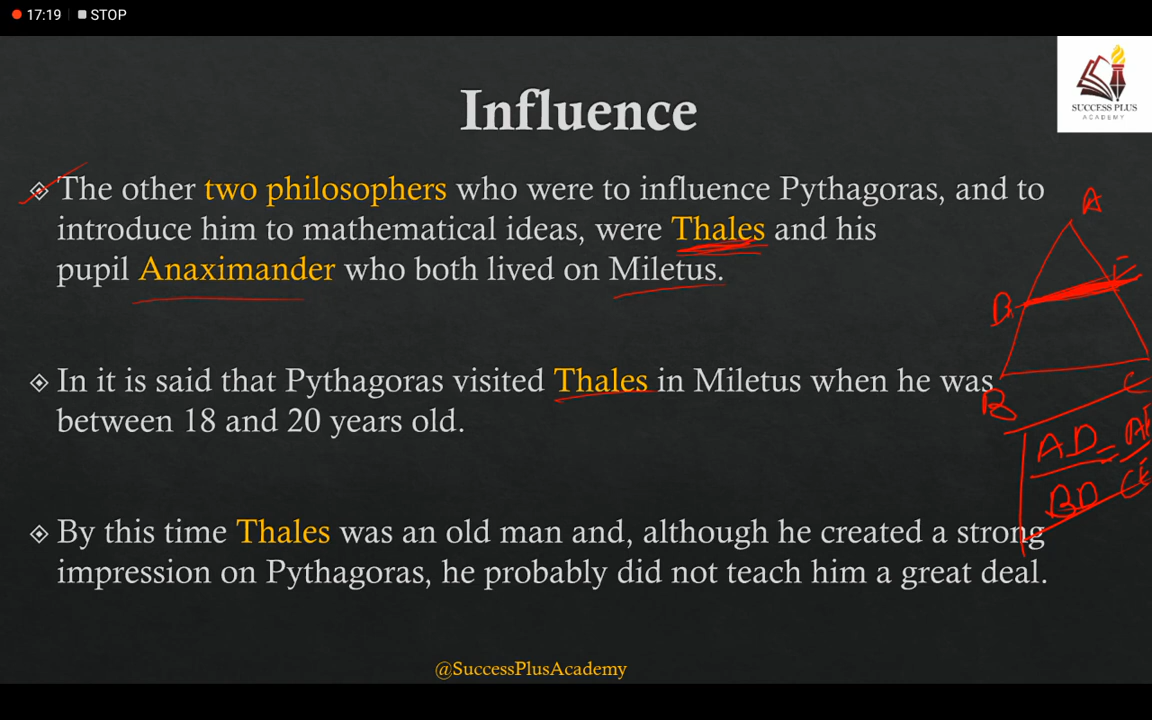 17:19 STOP
SUCCESS PLUS
ACADEMY
Influence
The other two philosophers who were to influence Pythagoras, and to
introduce him to mathematical ideas, were Thales and his
pupil Anaximander who both lived on Miletus.
In it is said that Pythagoras visited Thales in Miletus when he was
between 18 and 20 years old.
By this time Thales was an old man and, although he created a strong
impression on Pythagoras, he probably did not teach him a great deal.
A
E
B
C
AD = AE
BD CE
@SuccessPlusAcademy